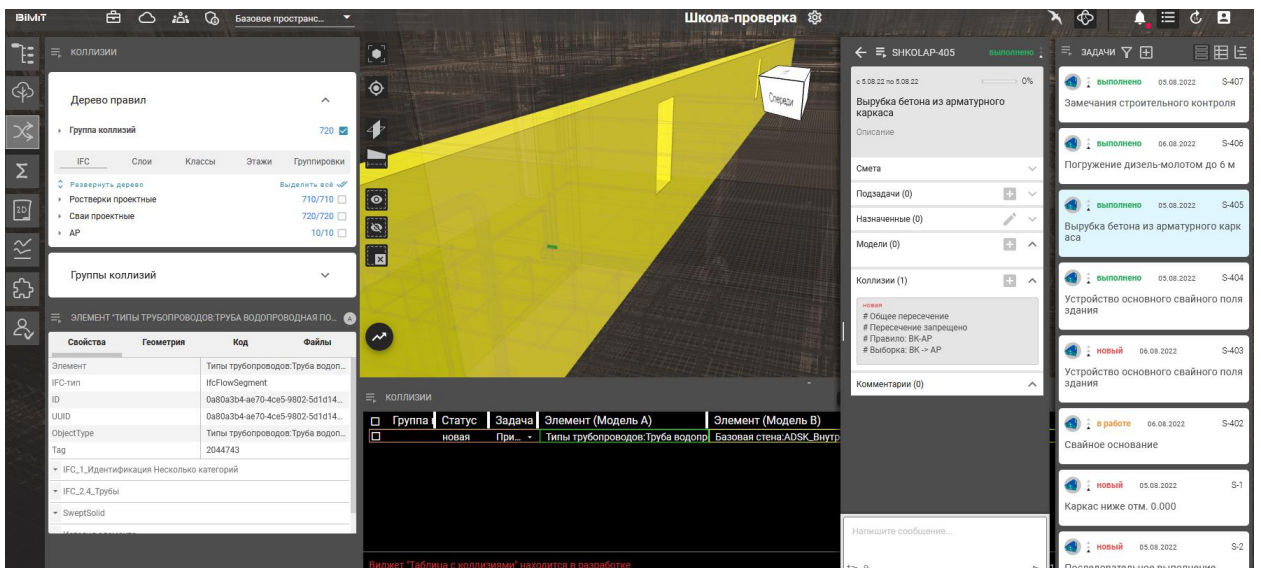 BiMiT
Базовое пространс...
Школа-проверка
КОЛЛИЗИИ
Дерево правил
Группа коллизий 720
IFC Слои Классы Этажи Группировки
Развернуть дерево Выделить всё
Ростверки проектные 710/710
Сваи проектные 720/720
АР 10/10
Группы коллизий
ЭЛЕМЕНТ "ТИПЫ ТРУБОПРОВОДОВ:ТРУБА ВОДОПРОВОДНАЯ ПО... A
Свойства Геометрия Код Файлы
Элемент Типы трубопроводов:Труба водоп...
IFC-тип IfcFlowSegment
ID 0a80a3b4-ae70-4ce5-9802-5d1d14...
UUID 0a80a3b4-ae70-4ce5-9802-5d1d14...
ObjectType Типы трубопроводов:Труба водоп...
Tag 2044743
IFC_1_Идентификация Несколько категорий
IFC_2.4_Трубы
SweptSolid
2D
Спереди
КОЛЛИЗИИ
Группа Статус Задача Элемент (Модель A) Элемент (Модель B)
новая При... Типы трубопроводов:Труба водопр Базовая стена:ADSK_Внутр
Виджет "Таблица с коллизиями" находится в разработке
SHKOLAP-405 выполнено
с 5.08.22 по 5.08.22 0%
Вырубка бетона из арматурного
каркаса
Описание
Смета
Подзадачи (0)
Назначенные (0)
Модели (0)
Коллизии (1)
новая
# Общее пересечение
# Пересечение запрещено
# Правило: ВК-АР
# Выборка: ВК -> АР
Комментарии (0)
Напишите сообщение...
ЗАДАЧИ
выполнено 05.08.2022 S-407
Замечания строительного контроля
выполнено 06.08.2022 S-406
Погружение дизель-молотом до 6 м
выполнено 05.08.2022 S-405
Вырубка бетона из арматурного карк
аса
выполнено 05.08.2022 S-404
Устройство основного свайного поля
здания
новый 06.08.2022 S-403
Устройство основного свайного поля
здания
в работе 06.08.2022 S-402
Свайное основание
новый 05.08.2022 S-1
Каркас ниже отм. 0.000
новый 05.08.2022 S-2
Последовательное выполнение